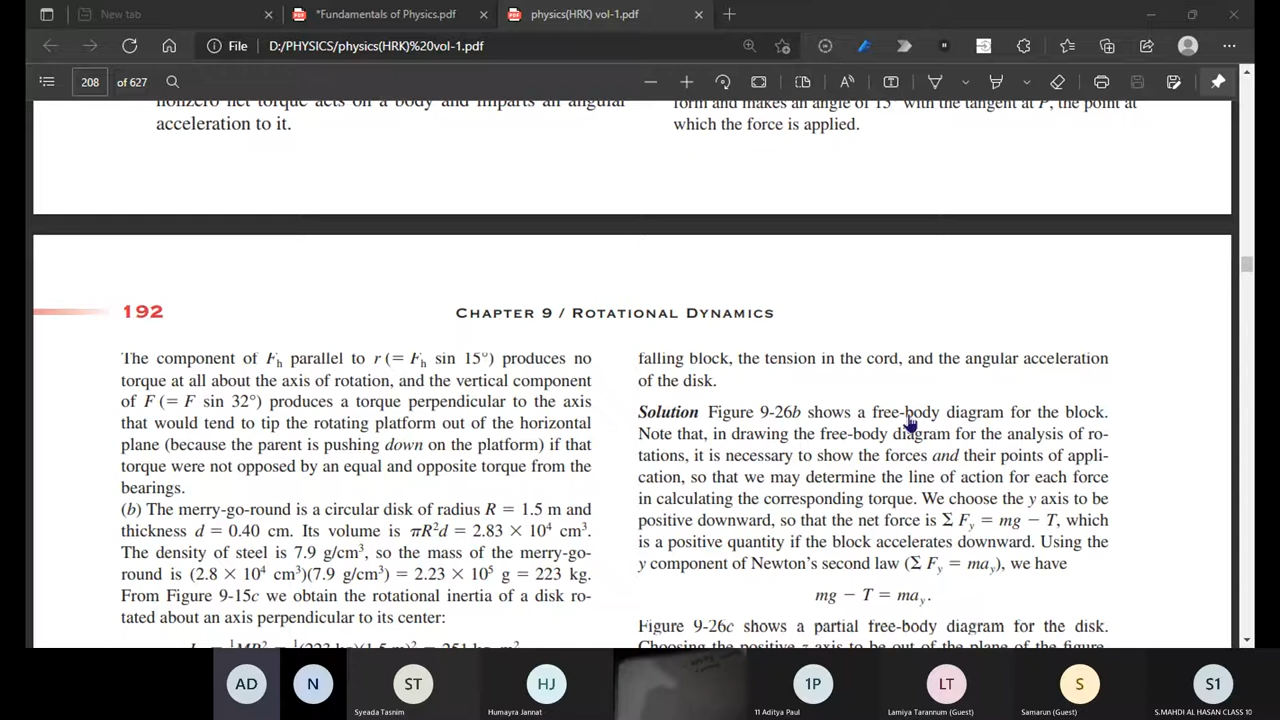 New tab
*Fundamentals of Physics.pdf
physics(HRK) vol-1.pdf
File
D:/PHYSICS/physics(HRK)%20vol-1.pdf
208 of 627
nonzero net torque acts on a body and imparts an angular
acceleration to it.
form and makes an angle of 15° with the tangent at P, the point at
which the force is applied.
192
CHAPTER 9 / ROTATIONAL DYNAMICS
The component of Fh parallel to r (= Fh sin 15°) produces no
torque at all about the axis of rotation, and the vertical component
of F (= F sin 32°) produces a torque perpendicular to the axis
that would tend to tip the rotating platform out of the horizontal
plane (because the parent is pushing down on the platform) if that
torque were not opposed by an equal and opposite torque from the
bearings.
(b) The merry-go-round is a circular disk of radius R = 1.5 m and
thickness d = 0.40 cm. Its volume is πR²d = 2.83 × 10⁴ cm³.
The density of steel is 7.9 g/cm³, so the mass of the merry-go-
round is (2.8 × 10⁴ cm³)(7.9 g/cm³) = 2.23 × 10⁵ g = 223 kg.
From Figure 9-15c we obtain the rotational inertia of a disk ro-
tated about an axis perpendicular to its center:
falling block, the tension in the cord, and the angular acceleration
of the disk.
Solution Figure 9-26b shows a free-body diagram for the block.
Note that, in drawing the free-body diagram for the analysis of ro-
tations, it is necessary to show the forces and their points of appli-
cation, so that we may determine the line of action for each force
in calculating the corresponding torque. We choose the y axis to be
positive downward, so that the net force is Σ Fy = mg − T, which
is a positive quantity if the block accelerates downward. Using the
y component of Newton's second law (Σ Fy = may), we have
mg − T = may.
Figure 9-26c shows a partial free-body diagram for the disk.
Choosing the positive z axis to be out of the plane of the figure,
AD
N
ST
Syeada Tasnim
HJ
Humayra Jannat
1P
11 Aditya Paul
LT
Lamiya Tarannum (Guest)
S
Samarun (Guest)
S1
S.MAHDI AL HASAN CLASS 10